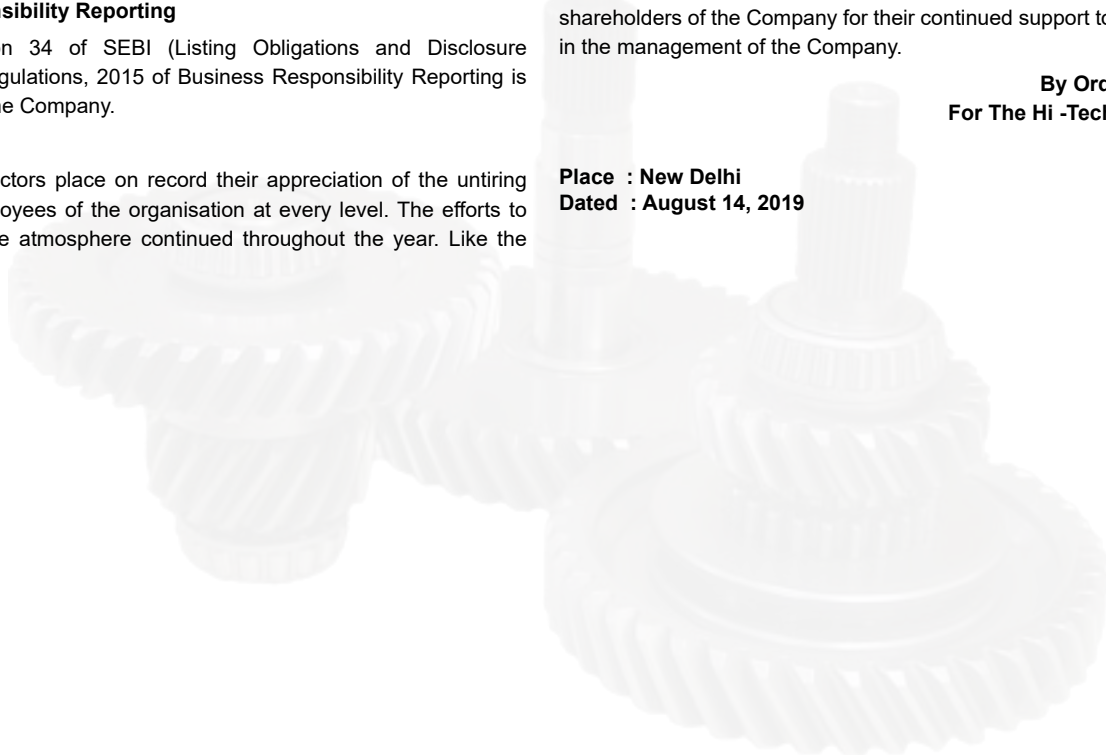 nsibility Reporting
on 34 of SEBI (Listing Obligations and Disclosure
gulations, 2015 of Business Responsibility Reporting is
he Company.
ctors place on record their appreciation of the untiring
oyees of the organisation at every level. The efforts to
e atmosphere continued throughout the year. Like the
shareholders of the Company for their continued support to
in the management of the Company.
By Ord
For The Hi -Tech
Place : New Delhi
Dated : August 14, 2019